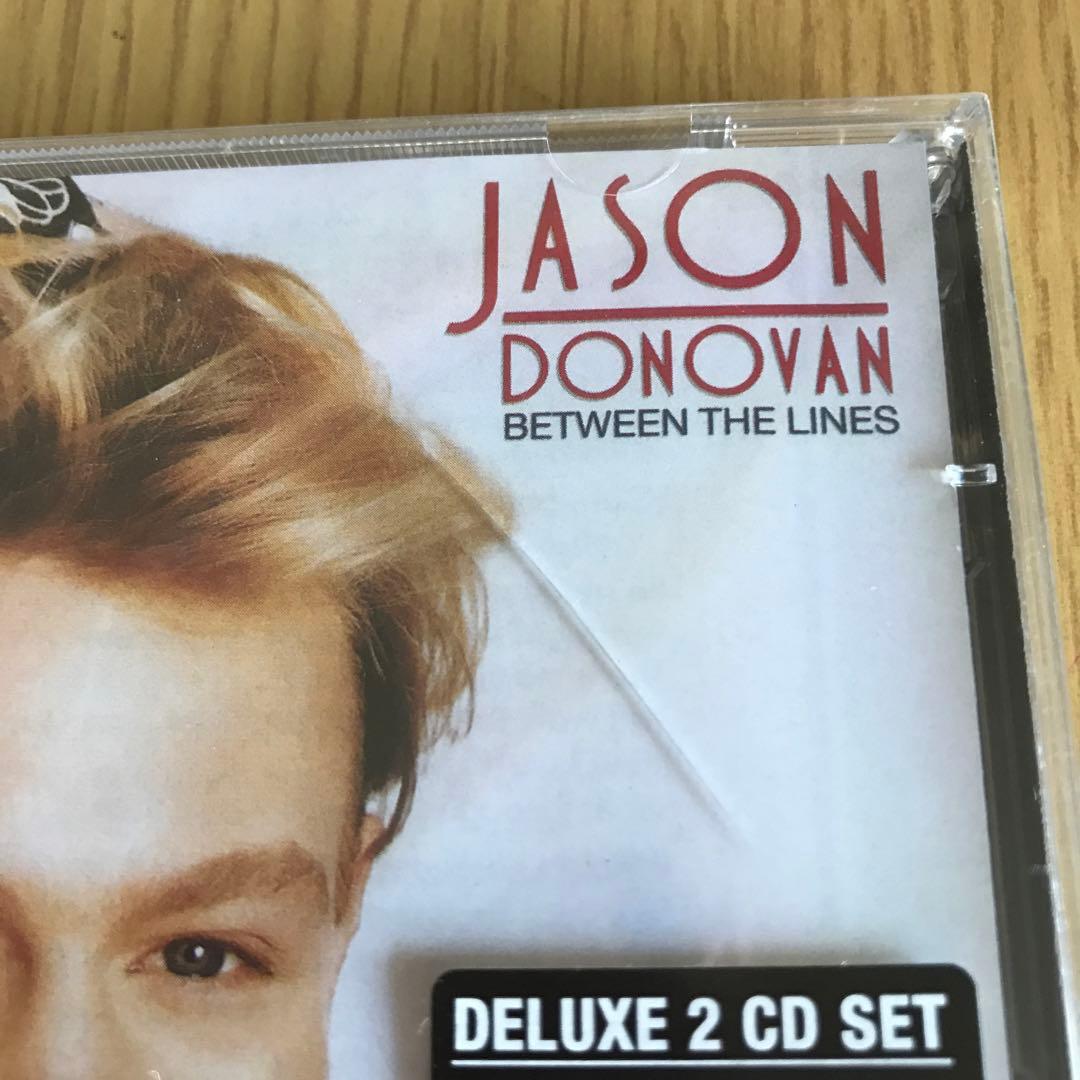 JASON
DONOVAN
BETWEEN THE LINES
DELUXE 2 CD SET